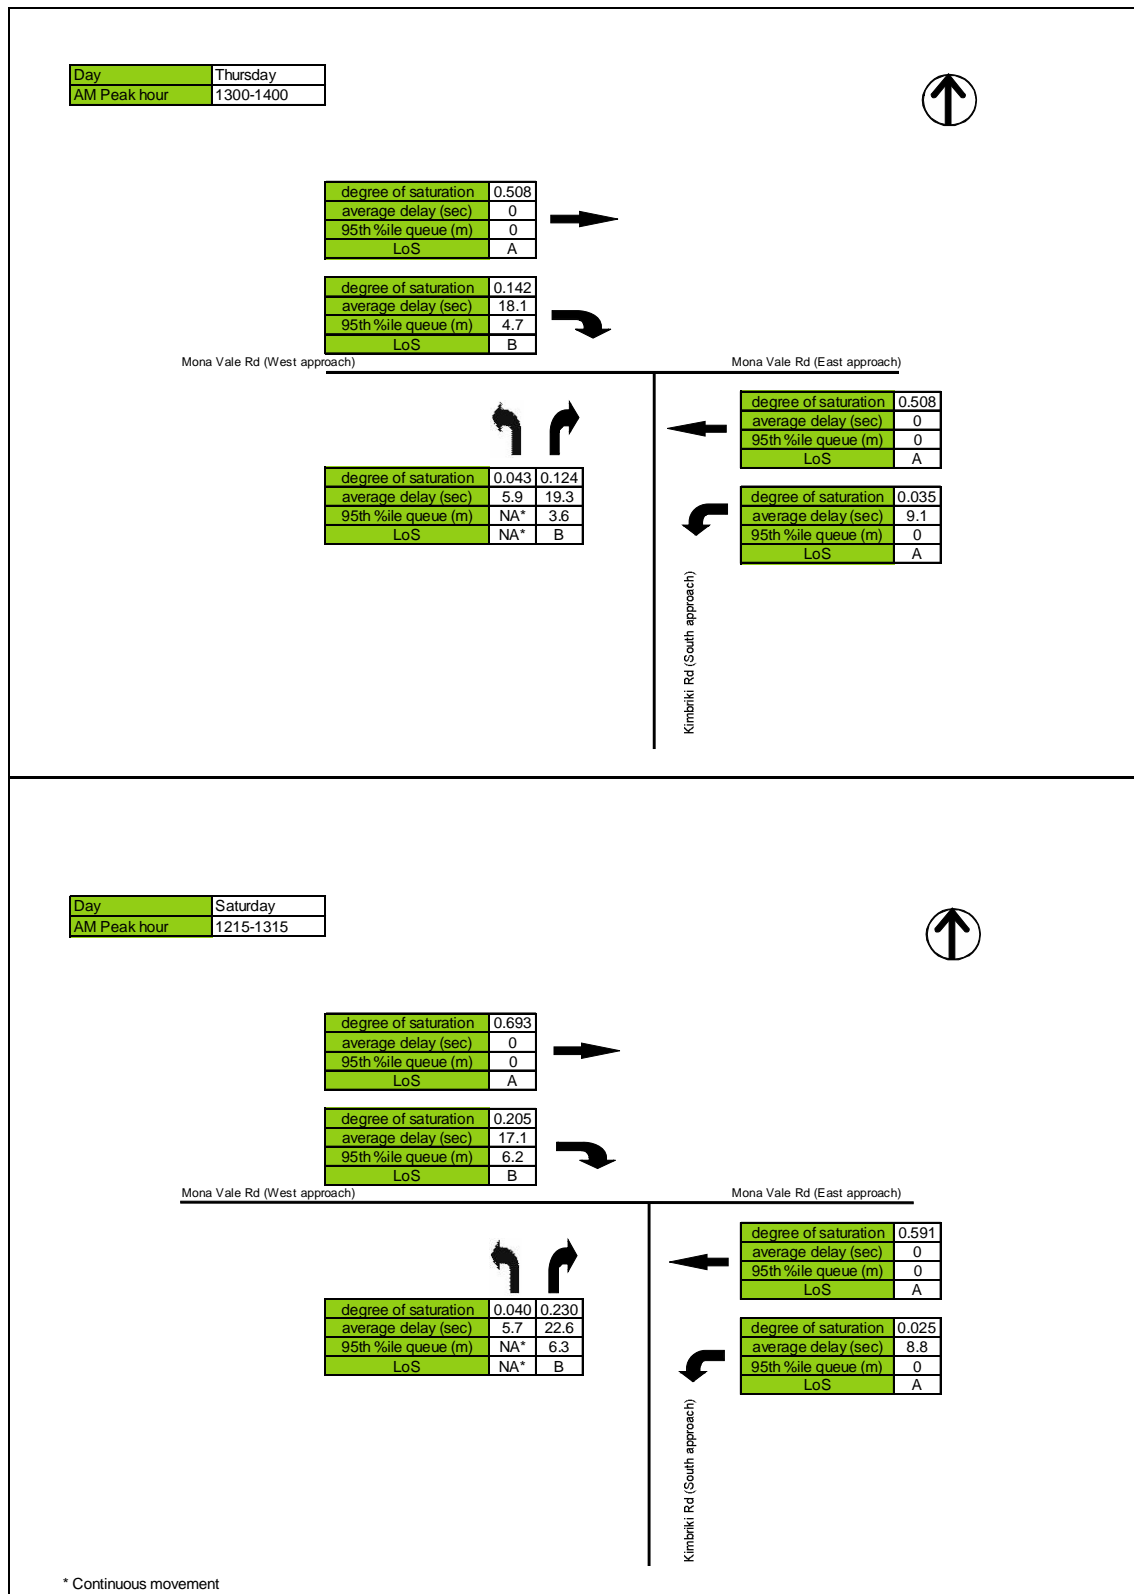 Day Thursday
AM Peak hour 1300-1400
degree of saturation 0.508
average delay (sec) 0
95th %ile queue (m) 0
LoS A
degree of saturation 0.142
average delay (sec) 18.1
95th %ile queue (m) 4.7
LoS B
Mona Vale Rd (West approach)
Mona Vale Rd (East approach)
degree of saturation 0.508
average delay (sec) 0
95th %ile queue (m) 0
LoS A
degree of saturation 0.043 0.124
average delay (sec) 5.9 19.3
95th %ile queue (m) NA* 3.6
LoS NA* B
degree of saturation 0.035
average delay (sec) 9.1
95th %ile queue (m) 0
LoS A
Kimbriki Rd (South approach)
Day Saturday
AM Peak hour 1215-1315
degree of saturation 0.693
average delay (sec) 0
95th %ile queue (m) 0
LoS A
degree of saturation 0.205
average delay (sec) 17.1
95th %ile queue (m) 6.2
LoS B
Mona Vale Rd (West approach)
Mona Vale Rd (East approach)
degree of saturation 0.591
average delay (sec) 0
95th %ile queue (m) 0
LoS A
degree of saturation 0.040 0.230
average delay (sec) 5.7 22.6
95th %ile queue (m) NA* 6.3
LoS NA* B
degree of saturation 0.025
average delay (sec) 8.8
95th %ile queue (m) 0
LoS A
Kimbriki Rd (South approach)
* Continuous movement